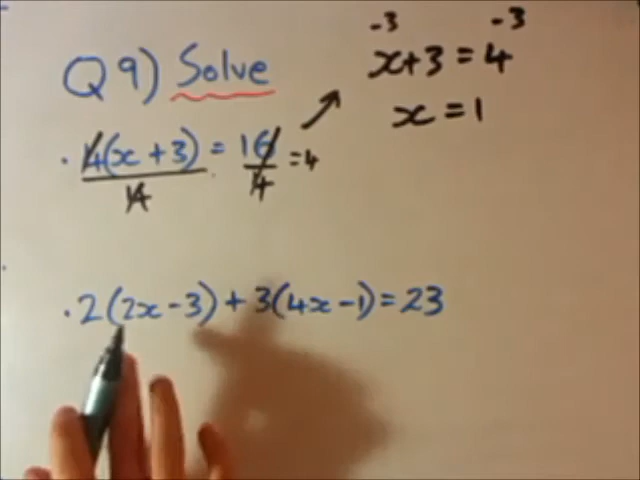 Q9) Solve
· 4(x + 3) = 16
4 4 = 4
-3 -3
x+3 = 4
x = 1
· 2(2x - 3) + 3(4x - 1) = 23